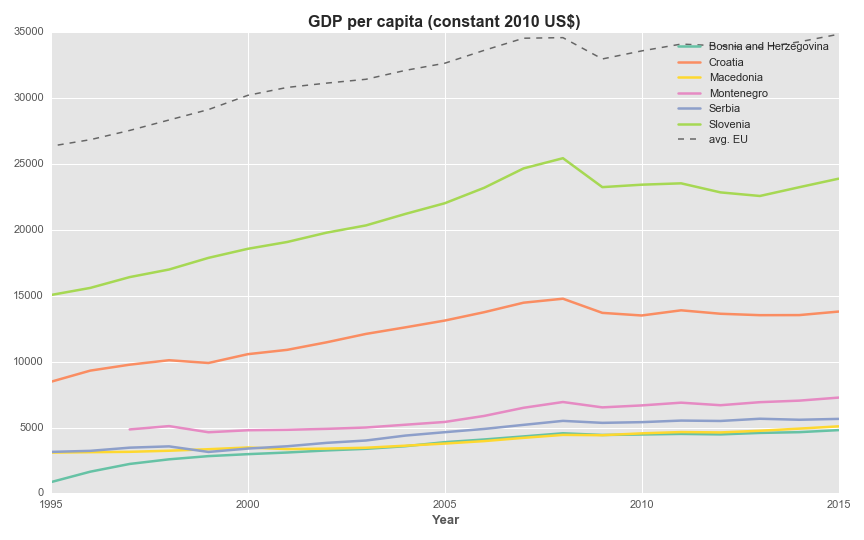 GDP per capita (constant 2010 US$)
35000
30000
25000
20000
15000
10000
5000
0
Bosnia and Herzegovina
Croatia
Macedonia
Montenegro
Serbia
Slovenia
avg. EU
1995
2000
2005
2010
2015
Year